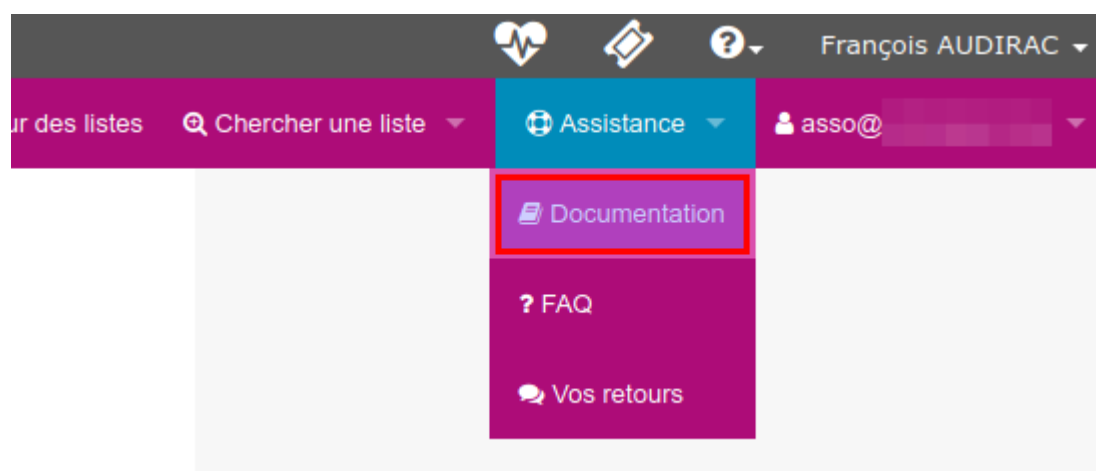 François AUDIRAC
des listes
Chercher une liste
Assistance
asso@
Documentation
? FAQ
Vos retours